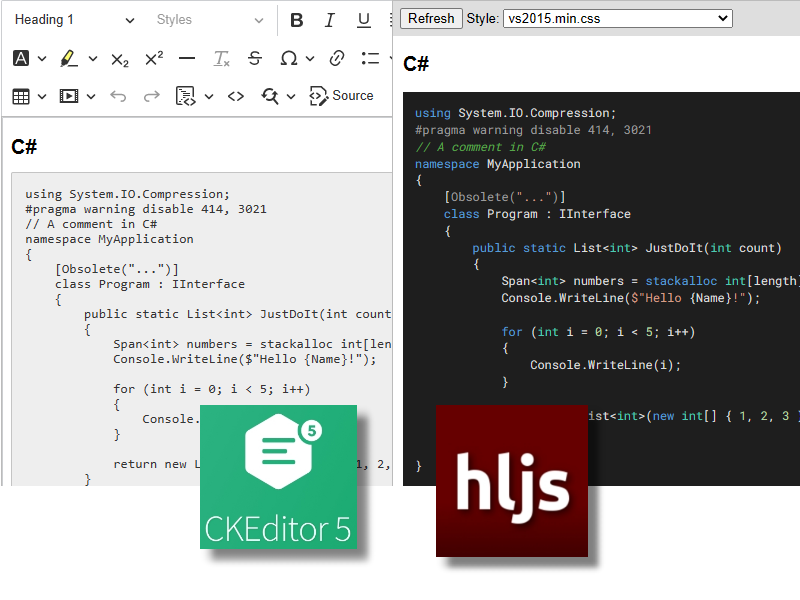 Heading 1
Styles
B I U
A
X2 X2
Tx S Ω
Source
C#
using System.IO.Compression;
#pragma warning disable 414, 3021
// A comment in C#
namespace MyApplication
{
[Obsolete("...")]
class Program : IInterface
{
public static List<int> JustDoIt(int count
{
Span<int> numbers = stackalloc int[len
Console.WriteLine($"Hello {Name}!");
for (int i = 0; i < 5; i++)
{
Console.
}
return new L
1, 2,
}
Refresh Style: vs2015.min.css
C#
using System.IO.Compression;
#pragma warning disable 414, 3021
// A comment in C#
namespace MyApplication
{
[Obsolete("...")]
class Program : IInterface
{
public static List<int> JustDoIt(int count)
{
Span<int> numbers = stackalloc int[length]
Console.WriteLine($"Hello {Name}!");
for (int i = 0; i < 5; i++)
{
Console.WriteLine(i);
}
ist<int>(new int[] { 1, 2, 3 }
}
5
CKEditor 5
hljs